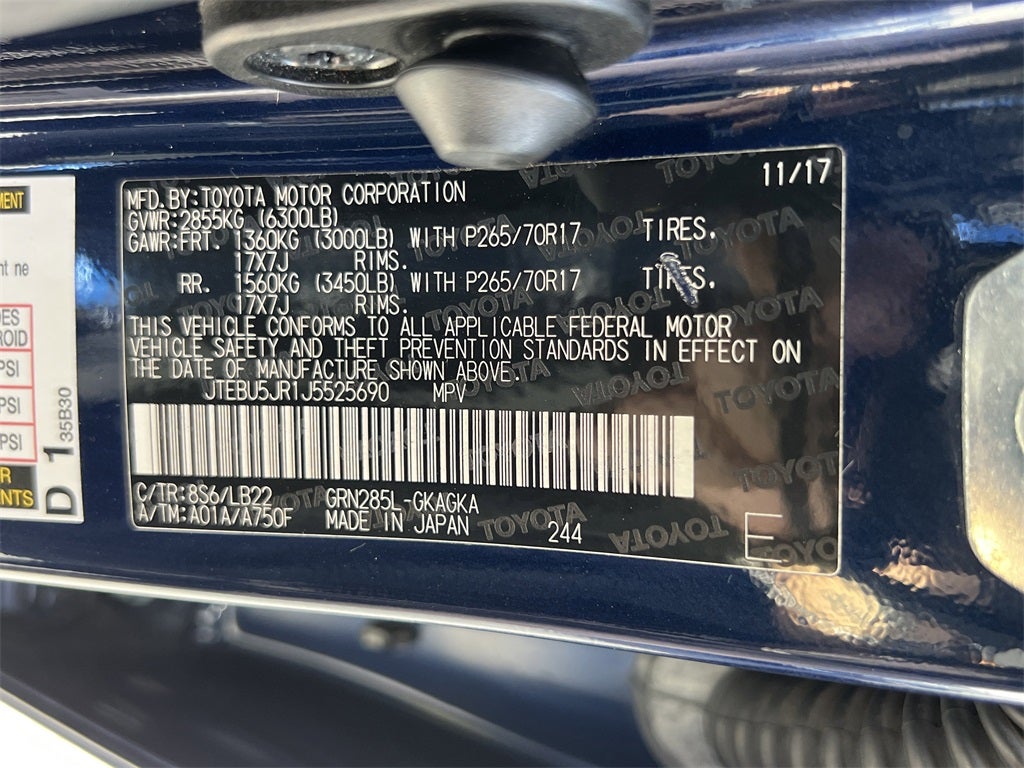 11/17
MFD.BY:TOYOTA MOTOR CORPORATION
GVWR:2855KG (6300LB)
GAWR:FRT. 1360KG (3000LB) WITH P265/70R17 TIRES.
17X7J RIMS.
RR. 1560KG (3450LB) WITH P265/70R17 TIRES.
17X7J RIMS.
THIS VEHICLE CONFORMS TO ALL APPLICABLE FEDERAL MOTOR
VEHICLE SAFETY AND THEFT PREVENTION STANDARDS IN EFFECT ON
THE DATE OF MANUFACTURE SHOWN ABOVE.
JTEBU5JR1J5525690 MPV
C/TR:8S6/LB22 GRN285L-GKAGKA
A/TM:A01A/A750F MADE IN JAPAN 244 E
TOYOTA
ne
PSI
PSI
PSI
D 1
35B30